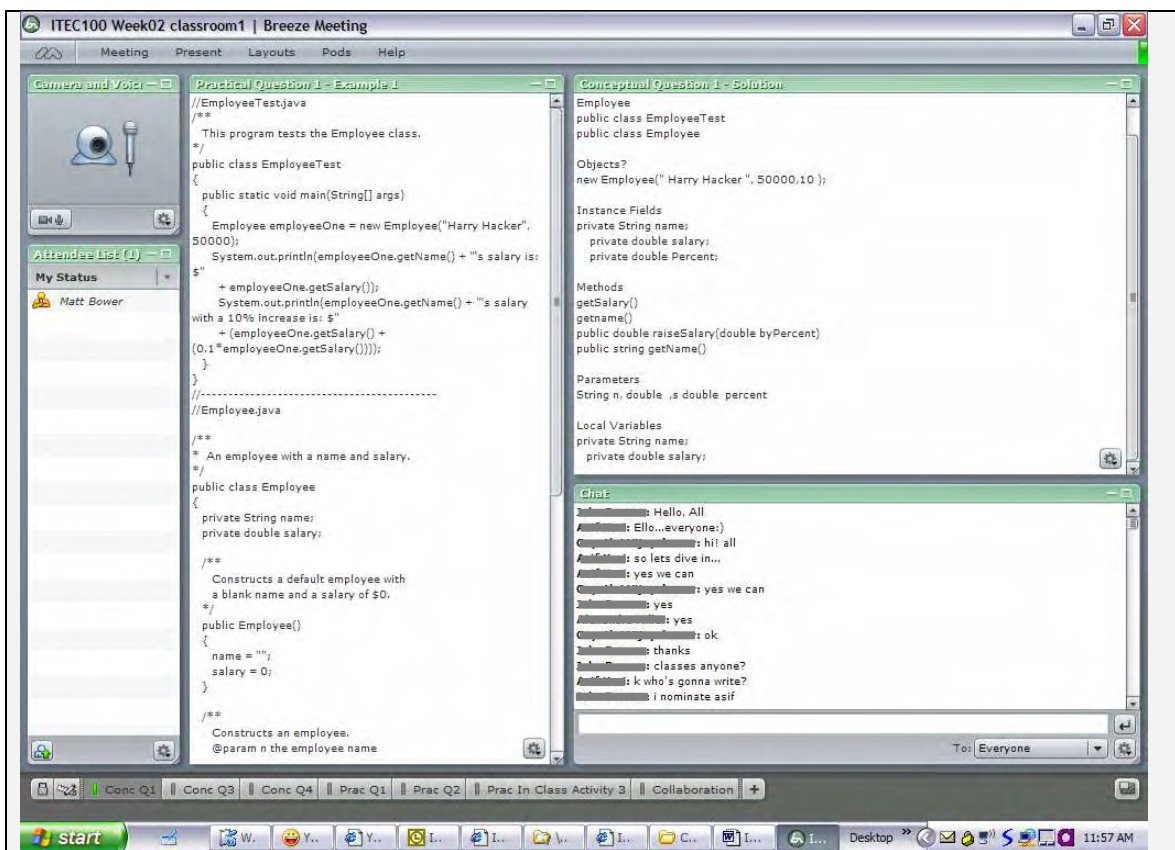 ITEC100 Week02 classroom1 | Breeze Meeting
Meeting Present Layouts Pods Help
Camera and Voice
Attendee List (1)
My Status
Matt Bower
Practical Question 1 - Example 1
//EmployeeTest.java
/**
This program tests the Employee class.
*/
public class EmployeeTest
{
public static void main(String[] args)
{
Employee employeeOne = new Employee("Harry Hacker",
50000);
System.out.println(employeeOne.getName() + "'s salary is:
$"
+ employeeOne.getSalary());
System.out.println(employeeOne.getName() + "'s salary
with a 10% increase is: $"
+ (employeeOne.getSalary() +
(0.1*employeeOne.getSalary())));
}
}
//-------------------------------------------
//Employee.java
/**
* An employee with a name and salary.
*/
public class Employee
{
private String name;
private double salary;
/**
Constructs a default employee with
a blank name and a salary of $0.
*/
public Employee()
{
name = "";
salary = 0;
}
/**
Constructs an employee.
@param n the employee name
Conceptual Question 1 - Solution
Employee
public class EmployeeTest
public class Employee
Objects?
new Employee(" Harry Hacker ", 50000,10 );
Instance Fields
private String name;
private double salary;
private double Percent;
Methods
getSalary()
getname()
public double raiseSalary(double byPercent)
public string getName()
Parameters
String n, double ,s double percent
Local Variables
private String name;
private double salary;
Chat
: Hello, All
: Ello...everyone:)
: hi! all
: so lets dive in...
: yes we can
: yes we can
: yes
: yes
: ok
: thanks
: classes anyone?
: k who's gonna write?
: i nominate asif
To: Everyone
Conc Q1 Conc Q3 Conc Q4 Prac Q1 Prac Q2 Prac In Class Activity 3 Collaboration +
start W.. Y.. Y.. I.. I.. \.. I.. C.. I... I... Desktop » 11:57 AM